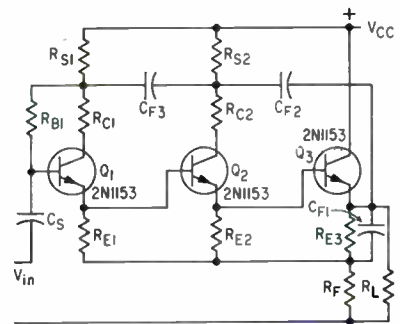 +
VCC
RS1
RS2
CF3
CF2
RB1
RC1
RC2
Q1
Q2
Q3
2N1153
2N1153
2N1153
CS
CF1
RE1
RE2
RE3
Vin
RF
RL